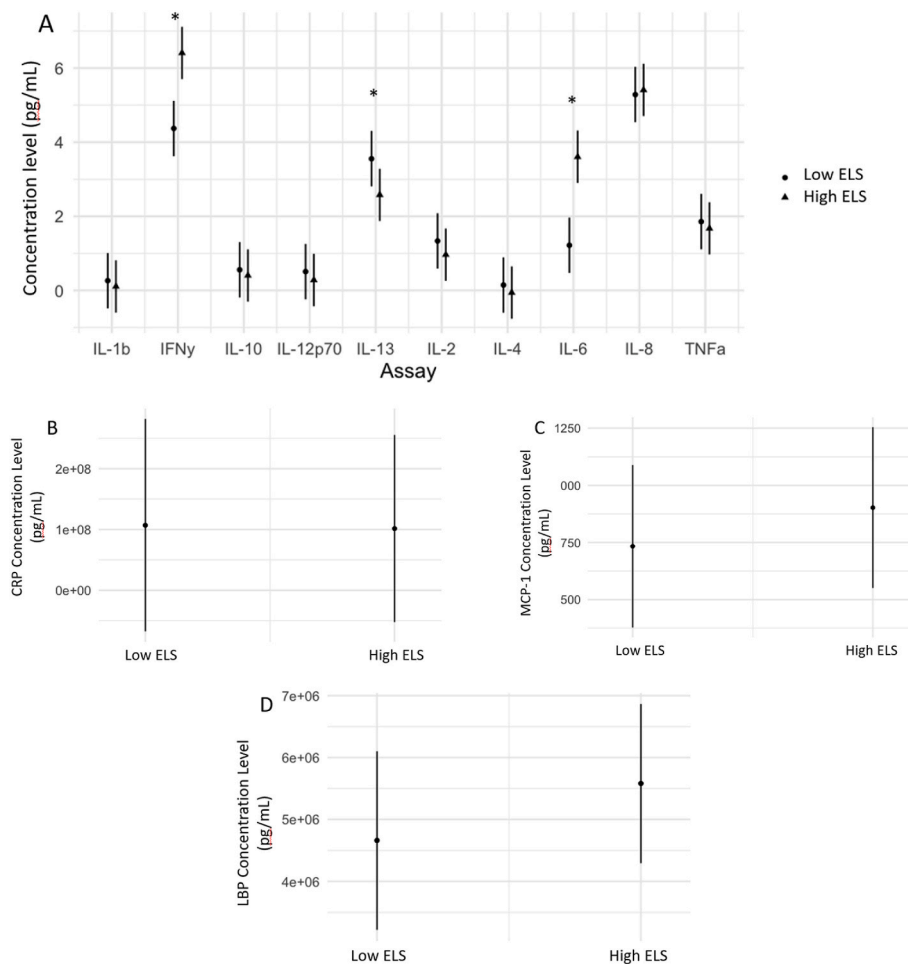 A
*
*
*
Concentration level (pg/mL)
6
4
2
0
IL-1b IFNy IL-10 IL-12p70 IL-13 IL-2 IL-4 IL-6 IL-8 TNFa
Assay
Low ELS
High ELS
B
CRP Concentration Level
(pg/mL)
2e+08
1e+08
0e+00
Low ELS High ELS
C
MCP-1 Concentration Level
(pg/mL)
1250
000
750
500
Low ELS High ELS
D
LBP Concentration Level
(pg/mL)
7e+06
6e+06
5e+06
4e+06
Low ELS High ELS